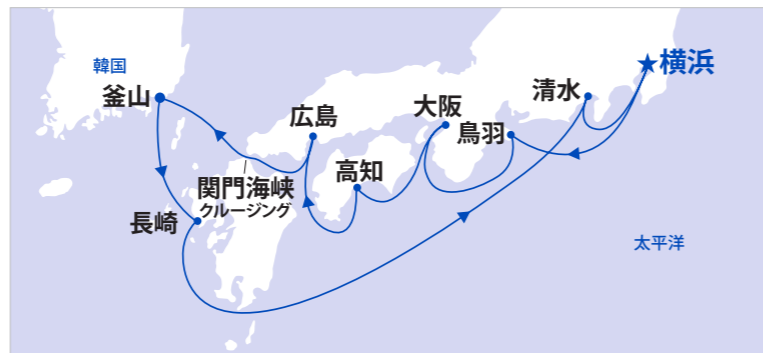 韓国
釜山
★横浜
清水
大阪
鳥羽
広島
高知
関門海峡
クルージング
長崎
太平洋